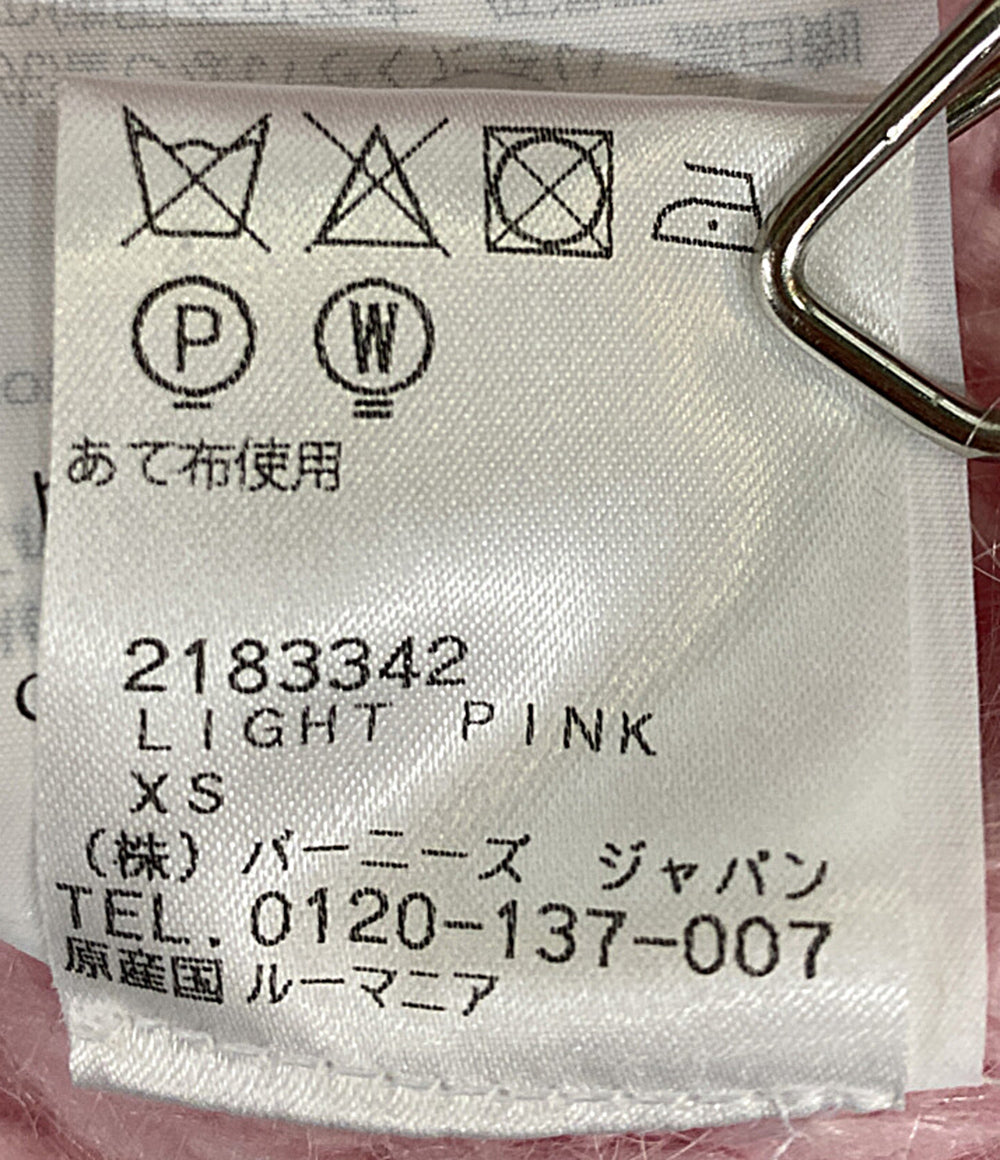 P W
あて布使用
2183342
LIGHT PINK
XS
(株) バーニーズ ジャパン
TEL. 0120-137-007
原産国 ルーマニア